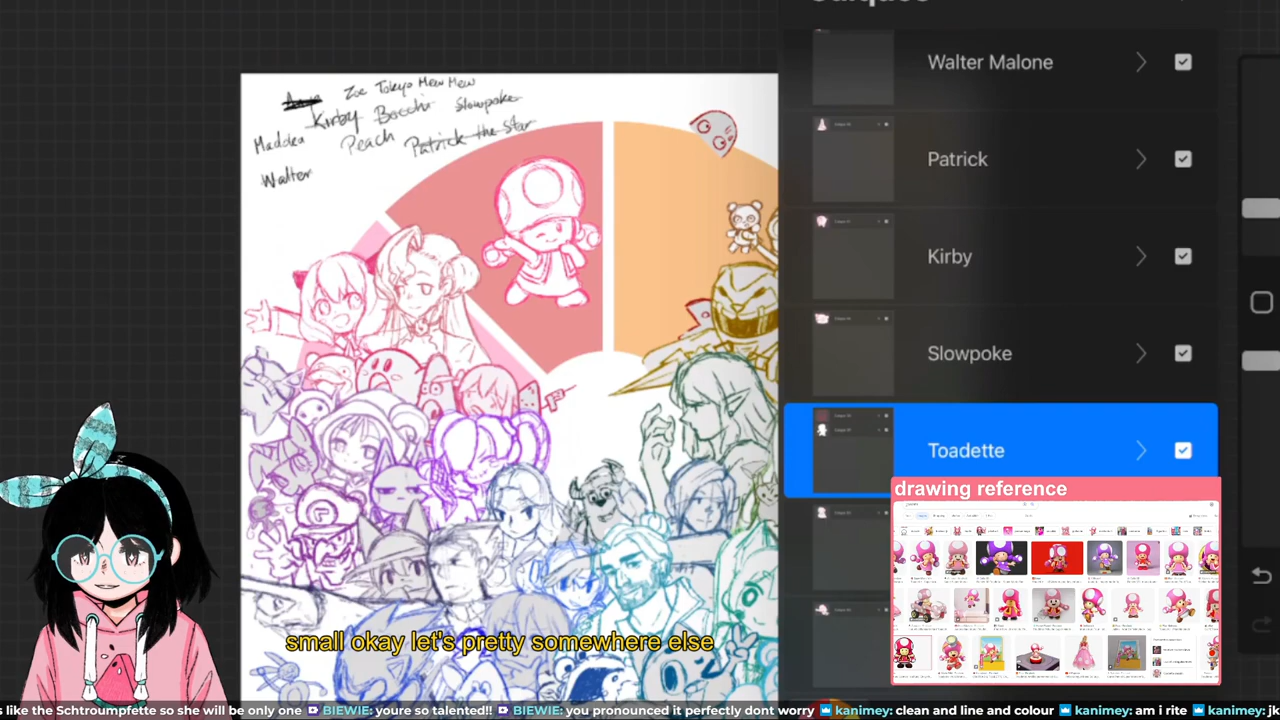 Zoe Tokyo Mew Mew
Kirby Bocchi Slowpoke
Maddka Peach Patrick the Star
Walter
Walter Malone
Patrick
Kirby
Slowpoke
Toadette
drawing reference
small okay let's pretty somewhere else
s like the Schtroumpfette so she will be only one BIEWIE: youre so talented!! BIEWIE: you pronounced it perfectly dont worry kanimey: clean and line and colour kanimey: am i rite kanimey: jk